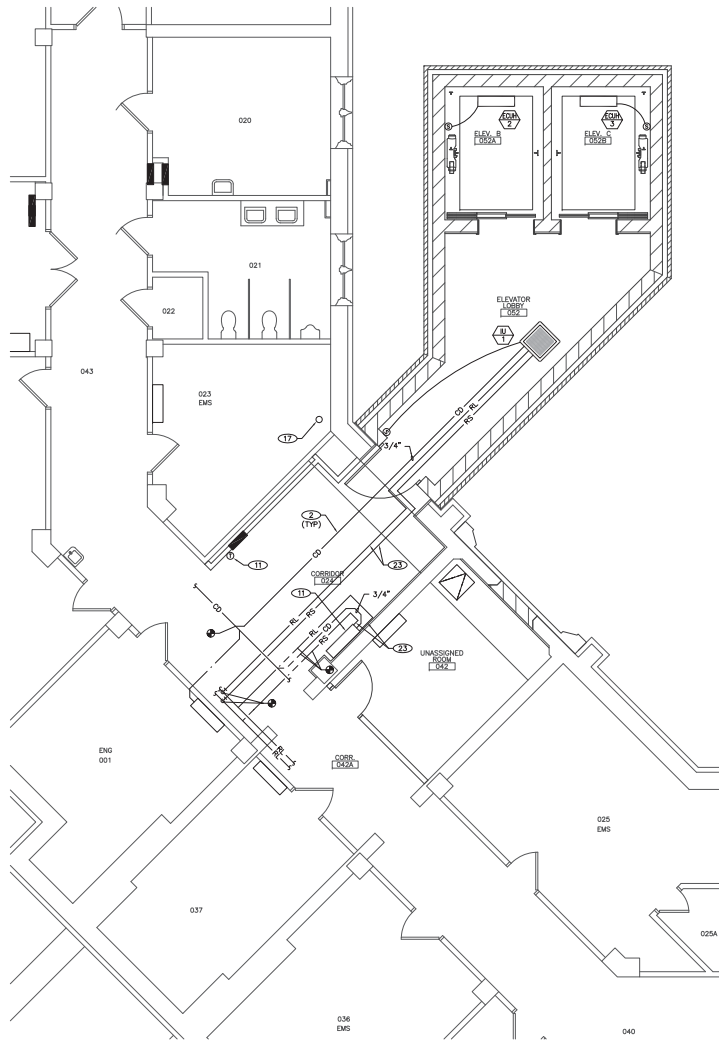 020
ECUH
2
ECUH
3
S
S
ELEV. B
052A
ELEV. C
052B
021
ELEVATOR
LOBBY
052
022
IU
1
043
023
EMS
CD
RL
RS
17
S
3/4"
2
(TYP)
CD
11
T
23
CORRIDOR
024
11
3/4"
CD
RL
RS
RL
CD
RS
23
UNASSIGNED
ROOM
042
ENG
001
RL
RL
CORR.
042A
025
EMS
037
025A
036
EMS
040